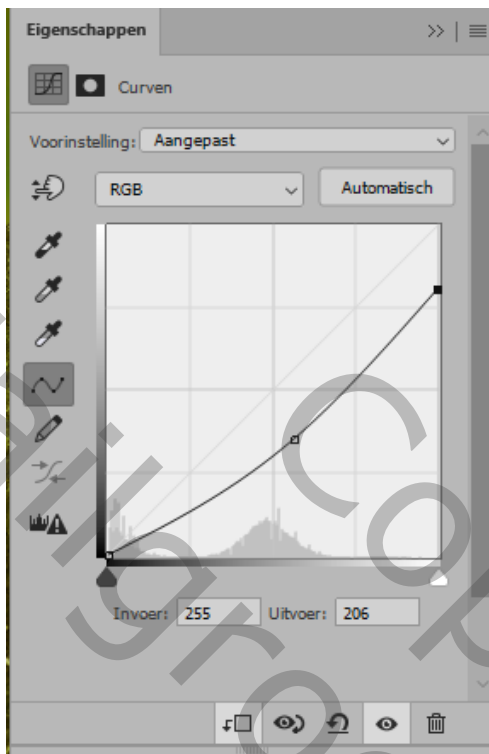 Eigenschappen
Curven
Voorinstelling: Aangepast
RGB
Automatisch
Invoer: 255 Uitvoer: 206